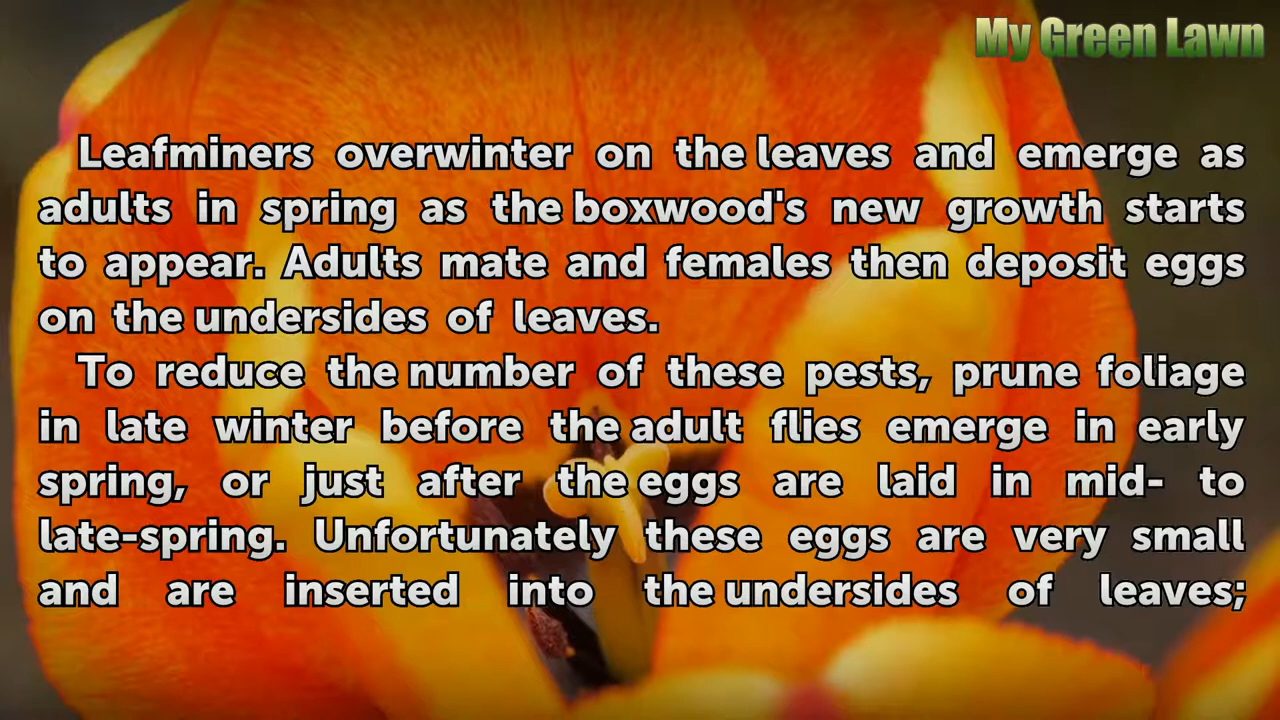 My Green Lawn
Leafminers overwinter on the leaves and emerge as
adults in spring as the boxwood's new growth starts
to appear. Adults mate and females then deposit eggs
on the undersides of leaves.
To reduce the number of these pests, prune foliage
in late winter before the adult flies emerge in early
spring, or just after the eggs are laid in mid- to
late-spring. Unfortunately these eggs are very small
and are inserted into the undersides of leaves;